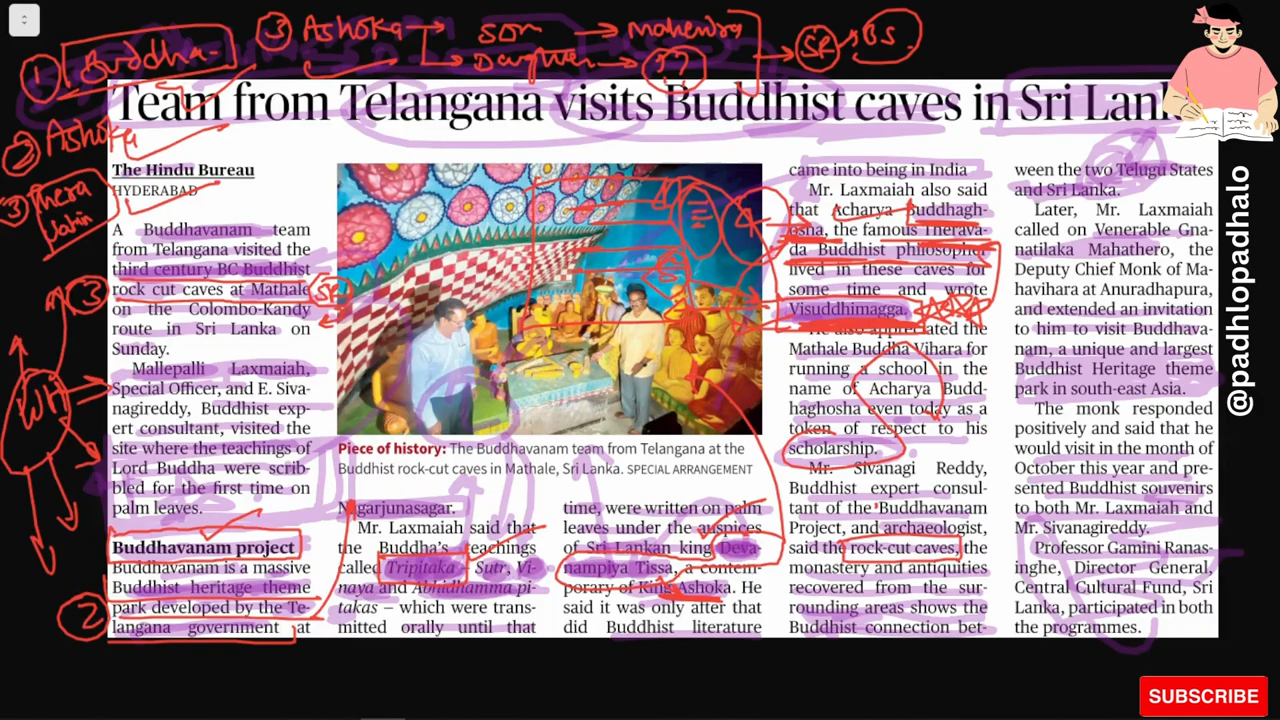 ① Buddha
③ Ashoka → son → mahendra
Daughter → ??
SL BS
② Ashoka
③
Team from Telangana visits Buddhist caves in Sri Lank
The Hindu Bureau
HYDERABAD
A Buddhavanam team
from Telangana visited the
third century BC Buddhist
rock cut caves at Mathale
on the Colombo-Kandy
route in Sri Lanka on
Sunday.
Mallepalli Laxmaiah,
Special Officer, and E. Siva-
nagireddy, Buddhist exp-
ert consultant, visited the
site where the teachings of
Lord Buddha were scrib-
bled for the first time on
palm leaves.
Buddhavanam project
Buddhavanam is a massive
Buddhist heritage theme
park developed by the Te-
langana government at
③
②
Piece of history: The Buddhavanam team from Telangana at the
Buddhist rock-cut caves in Mathale, Sri Lanka. SPECIAL ARRANGEMENT
Nagarjunasagar.
Mr. Laxmaiah said that
the Buddha's teachings
called Tripitaka – Sutr, Vi-
naya and Abhidhamma pi-
takas – which were trans-
mitted orally until that
time, were written on palm
leaves under the auspices
of Sri Lankan king Deva-
nampiya Tissa, a contem-
porary of King Ashoka. He
said it was only after that
did Buddhist literature
came into being in India
Mr. Laxmaiah also said
that Acharya Buddhagh-
osha, the famous Therava-
da Buddhist philosopher
lived in these caves for
some time and wrote
Visuddhimagga.
He also appreciated the
Mathale Buddha Vihara for
running a school in the
name of Acharya Budd-
haghosha even today as a
token of respect to his
scholarship.
Mr. Sivanagi Reddy,
Buddhist expert consul-
tant of the Buddhavanam
Project, and archaeologist,
said the rock-cut caves, the
monastery and antiquities
recovered from the sur-
rounding areas shows the
Buddhist connection bet-
ween the two Telugu States
and Sri Lanka.
Later, Mr. Laxmaiah
called on Venerable Gna-
natilaka Mahathero, the
Deputy Chief Monk of Ma-
havihara at Anuradhapura,
and extended an invitation
to him to visit Buddhava-
nam, a unique and largest
Buddhist Heritage theme
park in south-east Asia.
The monk responded
positively and said that he
would visit in the month of
October this year and pre-
sented Buddhist souvenirs
to both Mr. Laxmaiah and
Mr. Sivanagireddy.
Professor Gamini Ranas-
inghe, Director General,
Central Cultural Fund, Sri
Lanka, participated in both
the programmes.
@padhlopadhalo
SUBSCRIBE